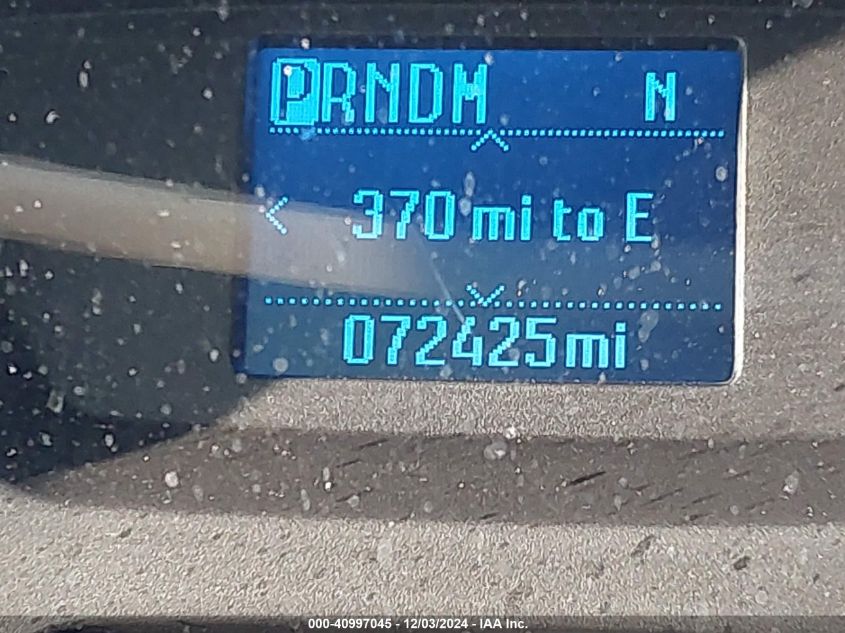 PRNDM N
370 mi to E
072425mi
000-40997045 - 12/03/2024 - IAA Inc.